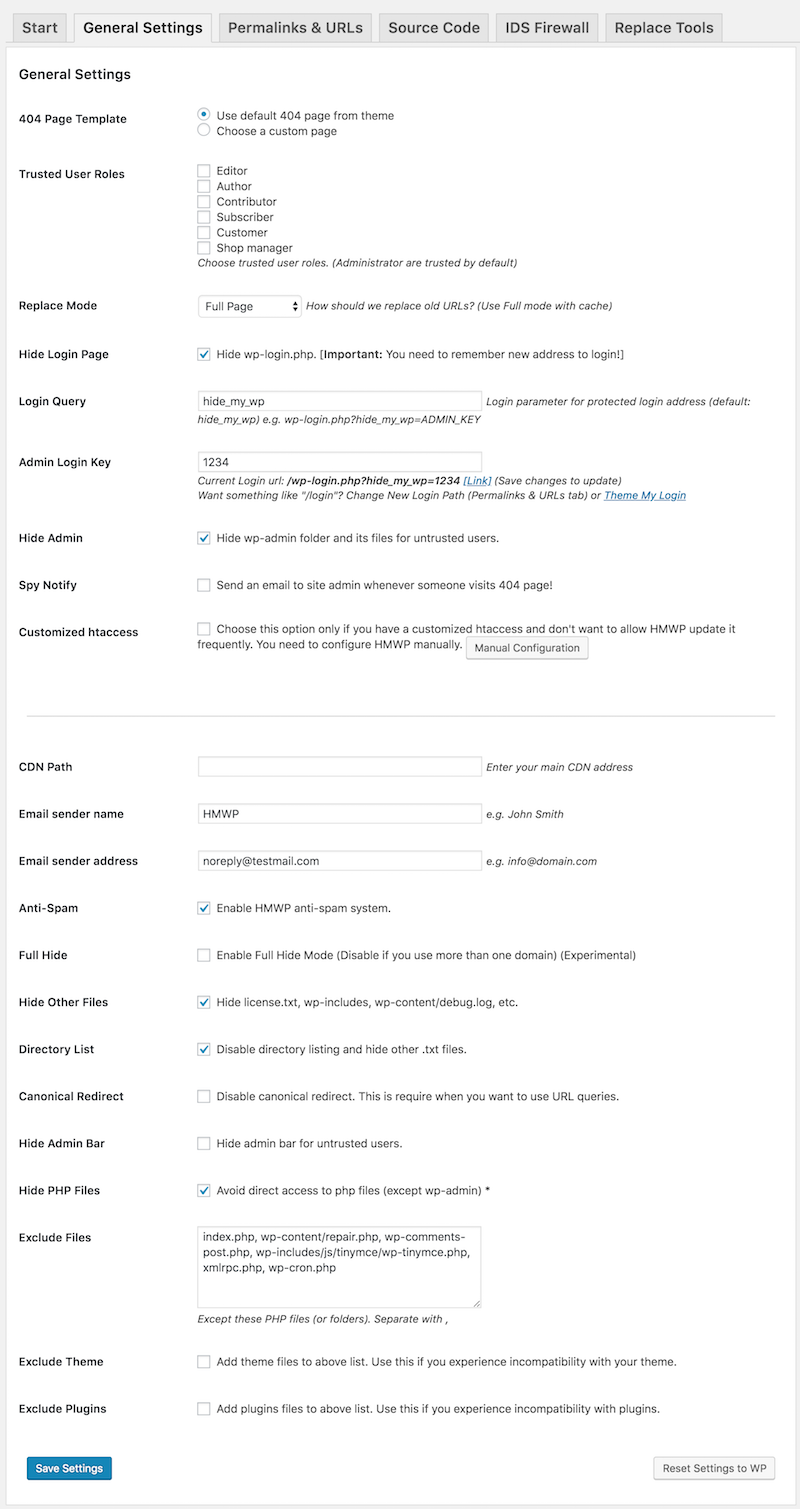 Start General Settings Permalinks & URLs Source Code IDS Firewall Replace Tools
General Settings
404 Page Template
Use default 404 page from theme
Choose a custom page
Trusted User Roles
Editor
Author
Contributor
Subscriber
Customer
Shop manager
Choose trusted user roles. (Administrator are trusted by default)
Replace Mode Full Page How should we replace old URLs? (Use Full mode with cache)
Hide Login Page Hide wp-login.php. [Important: You need to remember new address to login!]
Login Query hide_my_wp Login parameter for protected login address (default:
hide_my_wp) e.g. wp-login.php?hide_my_wp=ADMIN_KEY
Admin Login Key 1234
Current Login url: /wp-login.php?hide_my_wp=1234 [Link] (Save changes to update)
Want something like "/login"? Change New Login Path (Permalinks & URLs tab) or Theme My Login
Hide Admin Hide wp-admin folder and its files for untrusted users.
Spy Notify Send an email to site admin whenever someone visits 404 page!
Customized htaccess Choose this option only if you have a customized htaccess and don't want to allow HMWP update it
frequently. You need to configure HMWP manually. Manual Configuration
CDN Path Enter your main CDN address
Email sender name HMWP e.g. John Smith
Email sender address noreply@testmail.com e.g. info@domain.com
Anti-Spam Enable HMWP anti-spam system.
Full Hide Enable Full Hide Mode (Disable if you use more than one domain) (Experimental)
Hide Other Files Hide license.txt, wp-includes, wp-content/debug.log, etc.
Directory List Disable directory listing and hide other .txt files.
Canonical Redirect Disable canonical redirect. This is require when you want to use URL queries.
Hide Admin Bar Hide admin bar for untrusted users.
Hide PHP Files Avoid direct access to php files (except wp-admin) *
Exclude Files index.php, wp-content/repair.php, wp-comments-
post.php, wp-includes/js/tinymce/wp-tinymce.php,
xmlrpc.php, wp-cron.php
Except these PHP files (or folders). Separate with ,
Exclude Theme Add theme files to above list. Use this if you experience incompatibility with your theme.
Exclude Plugins Add plugins files to above list. Use this if you experience incompatibility with plugins.
Save Settings Reset Settings to WP